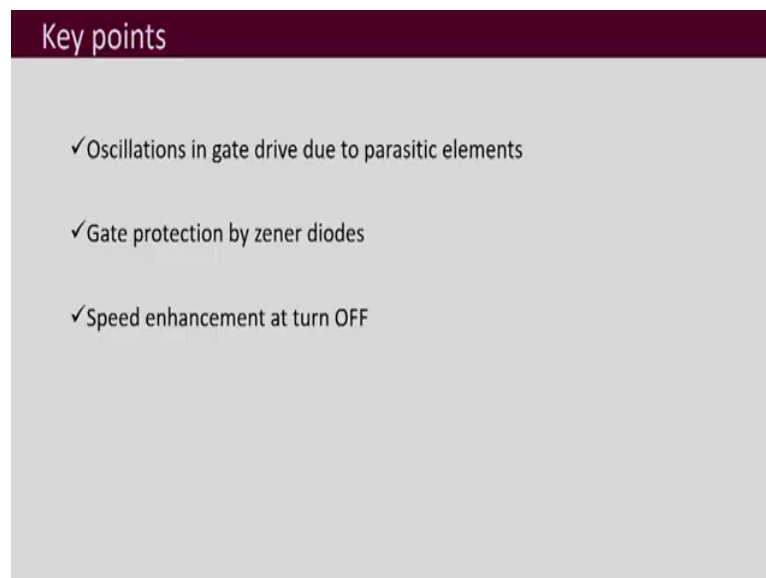 Key points
✓Oscillations in gate drive due to parasitic elements
✓Gate protection by zener diodes
✓Speed enhancement at turn OFF